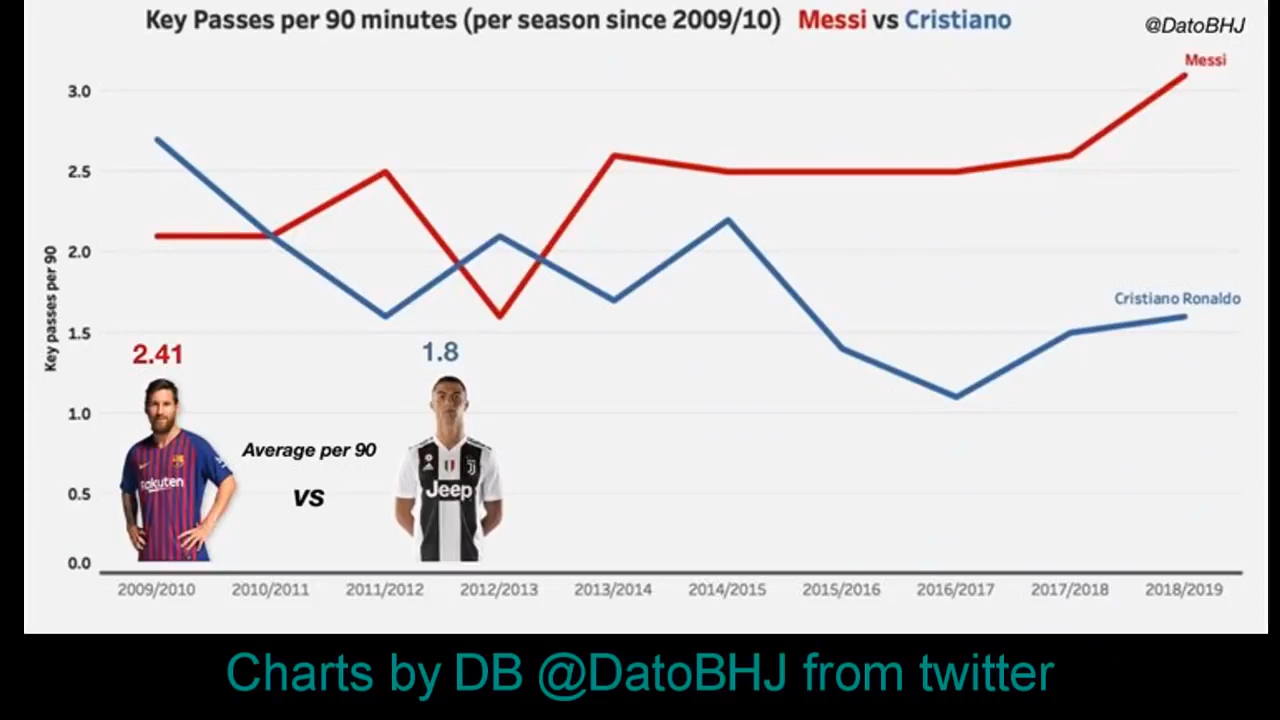 Key Passes per 90 minutes (per season since 2009/10) Messi vs Cristiano
@DatoBHJ
Messi
3.0
2.5
2.0
1.5
1.0
0.5
0.0
Key passes per 90
Cristiano Ronaldo
2.41
1.8
Average per 90
VS
Rakuten
Jeep
2009/2010 2010/2011 2011/2012 2012/2013 2013/2014 2014/2015 2015/2016 2016/2017 2017/2018 2018/2019
Charts by DB @DatoBHJ from twitter